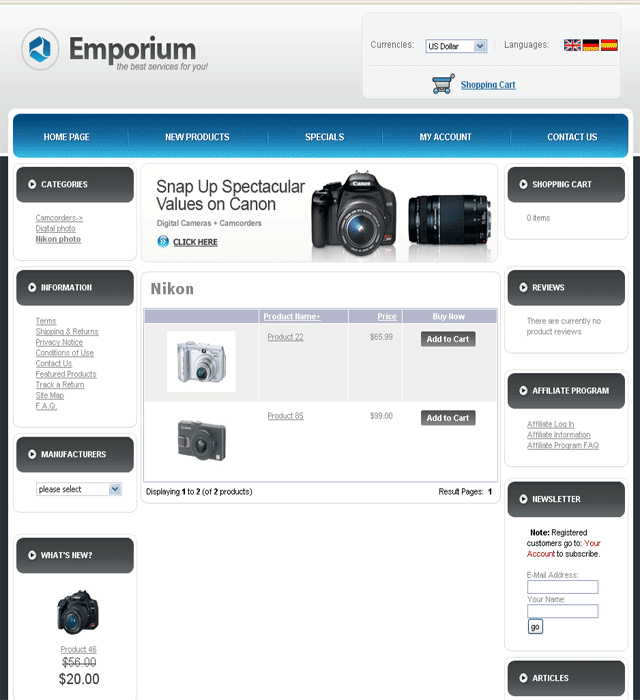 Emporium
the best services for you!
Currencies:
US Dollar
Languages:
Shopping Cart
HOME PAGE
NEW PRODUCTS
SPECIALS
MY ACCOUNT
CONTACT US
CATEGORIES
Camcorders->
Digital photo
Nikon photo
INFORMATION
Terms
Shipping & Returns
Privacy Notice
Conditions of Use
Contact Us
Featured Products
Track a Return
Site Map
F.A.Q.
MANUFACTURERS
please select
WHAT'S NEW?
Product 46
$56.00
$20.00
Snap Up Spectacular
Values on Canon
Digital Cameras + Camcorders
CLICK HERE
Canon
Nikon
Product Name+
Price
Buy Now
Product 22
$65.99
Add to Cart
Product 85
$99.00
Add to Cart
Displaying 1 to 2 (of 2 products)
Result Pages: 1
SHOPPING CART
0 items
REVIEWS
There are currently no
product reviews
AFFILIATE PROGRAM
Affiliate Log In
Affiliate Information
Affiliate Program FAQ
NEWSLETTER
Note: Registered
customers go to: Your
Account to subscribe.
E-Mail Address:
Your Name:
go
ARTICLES